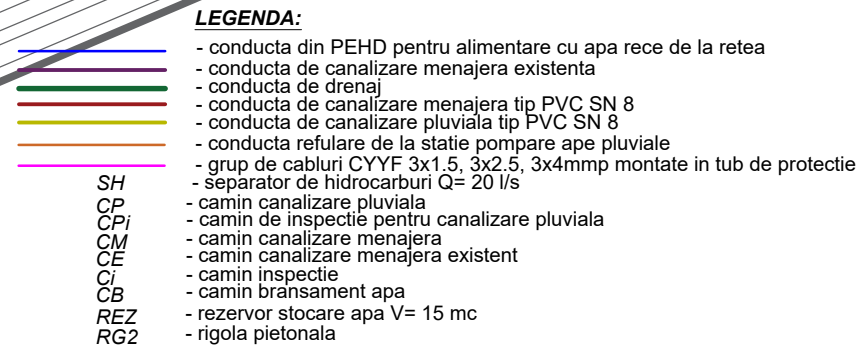 LEGENDA:
- conducta din PEHD pentru alimentare cu apa rece de la retea
- conducta de canalizare menajera existenta
- conducta de drenaj
- conducta de canalizare menajera tip PVC SN 8
- conducta de canalizare pluviala tip PVC SN 8
- conducta refulare de la statie pompare ape pluviale
- grup de cabluri CYYF 3x1.5, 3x2.5, 3x4mmp montate in tub de protectie
SH - separator de hidrocarburi Q= 20 l/s
CP - camin canalizare pluviala
CPi - camin de inspectie pentru canalizare pluviala
CM - camin canalizare menajera
CE - camin canalizare menajera existent
Ci - camin inspectie
CB - camin bransament apa
REZ - rezervor stocare apa V= 15 mc
RG2 - rigola pietonala